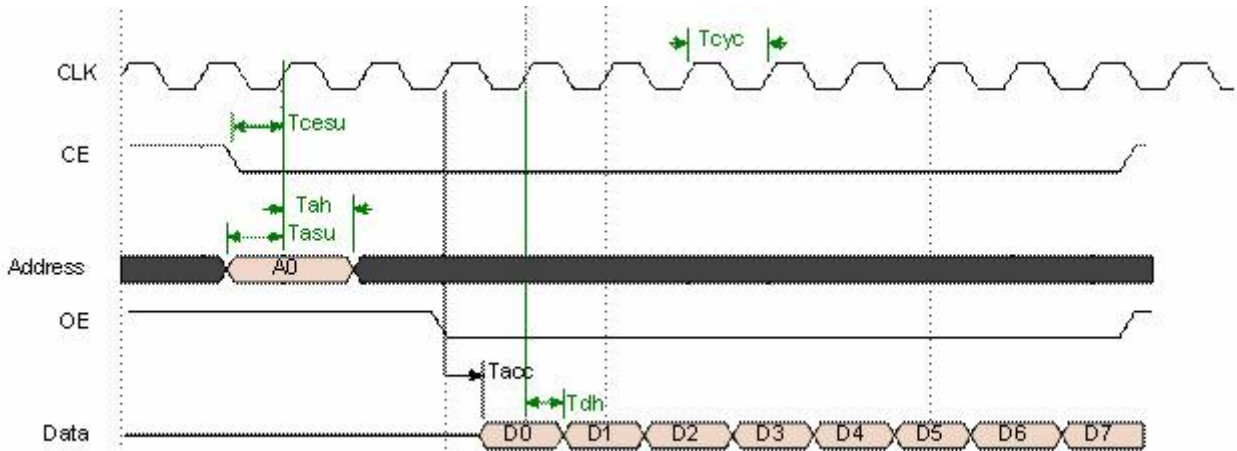 Tcyc
CLK
Tcesu
CE
Tah
Tasu
Address A0
OE
Tacc
Tdh
Data D0 D1 D2 D3 D4 D5 D6 D7